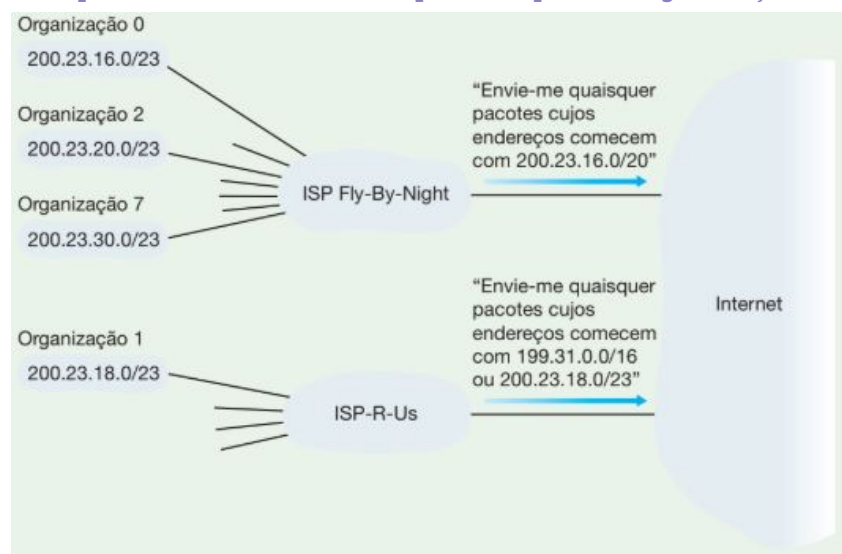 Organização 0
200.23.16.0/23
Organização 2
200.23.20.0/23
Organização 7
200.23.30.0/23
ISP Fly-By-Night
“Envie-me quaisquer
pacotes cujos
endereços comecem
com 200.23.16.0/20”
Organização 1
200.23.18.0/23
ISP-R-Us
“Envie-me quaisquer
pacotes cujos
endereços comecem
com 199.31.0.0/16
ou 200.23.18.0/23”
Internet